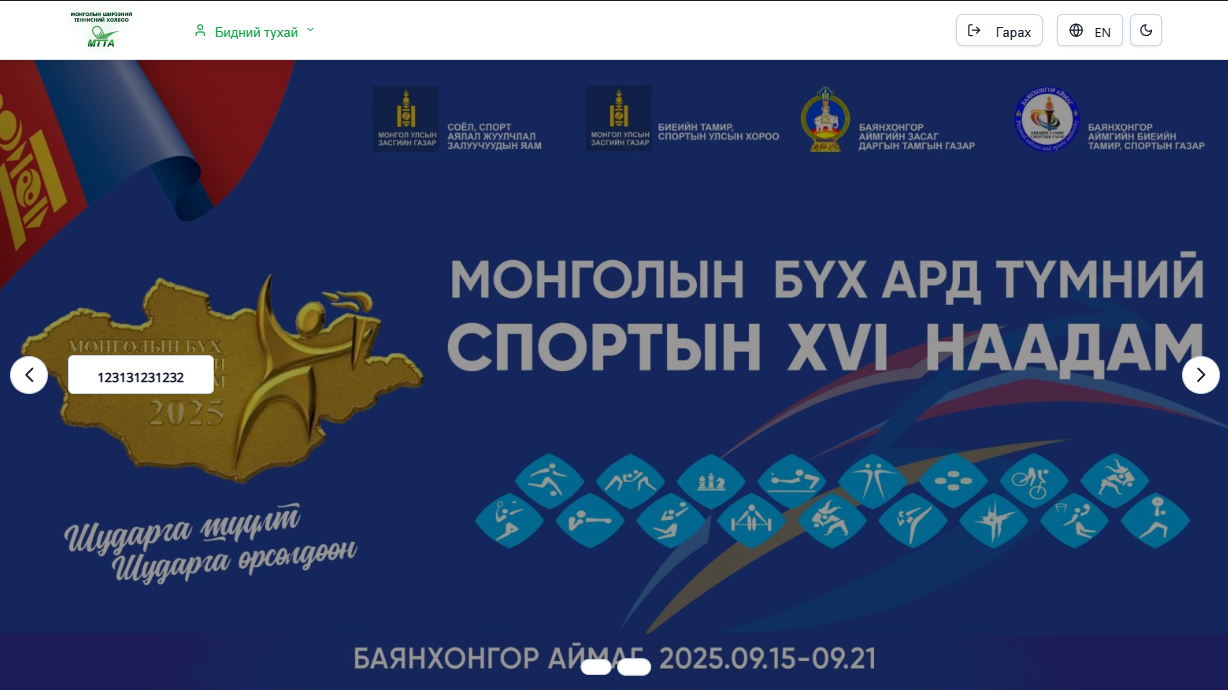 МОНГОЛЫН ШИРЭЭНИЙ
ТЕННИСНИЙ ХОЛБОО
МТТА
Бидний тухай
Гарах
EN
МОНГОЛ УЛСЫН
ЗАСГИЙН ГАЗАР
СОЁЛ, СПОРТ
АЯЛАЛ ЖУУЛЧЛАЛ
ЗАЛУУЧУУДЫН ЯАМ
МОНГОЛ УЛСЫН
ЗАСГИЙН ГАЗАР
БИЕИЙН ТАМИР,
СПОРТЫН УЛСЫН ХОРОО
БАЯНХОНГОР
АЙМГИЙН ЗАСАГ
ДАРГЫН ТАМГЫН ГАЗАР
БАЯНХОНГОР АЙМАГ
БАЯНХОНГОР
АЙМГИЙН БИЕИЙН
ТАМИР, СПОРТЫН ГАЗАР
МОНГОЛЫН БҮХ АРД ТҮМНИЙ
СПОРТЫН XVI НААДАМ
МОНГОЛЫН БҮХ
123131231232
2025
Шударга шүүлт
Шударга өрсөлдөөн
БАЯНХОНГОР АЙМАГ 2025.09.15-09.21